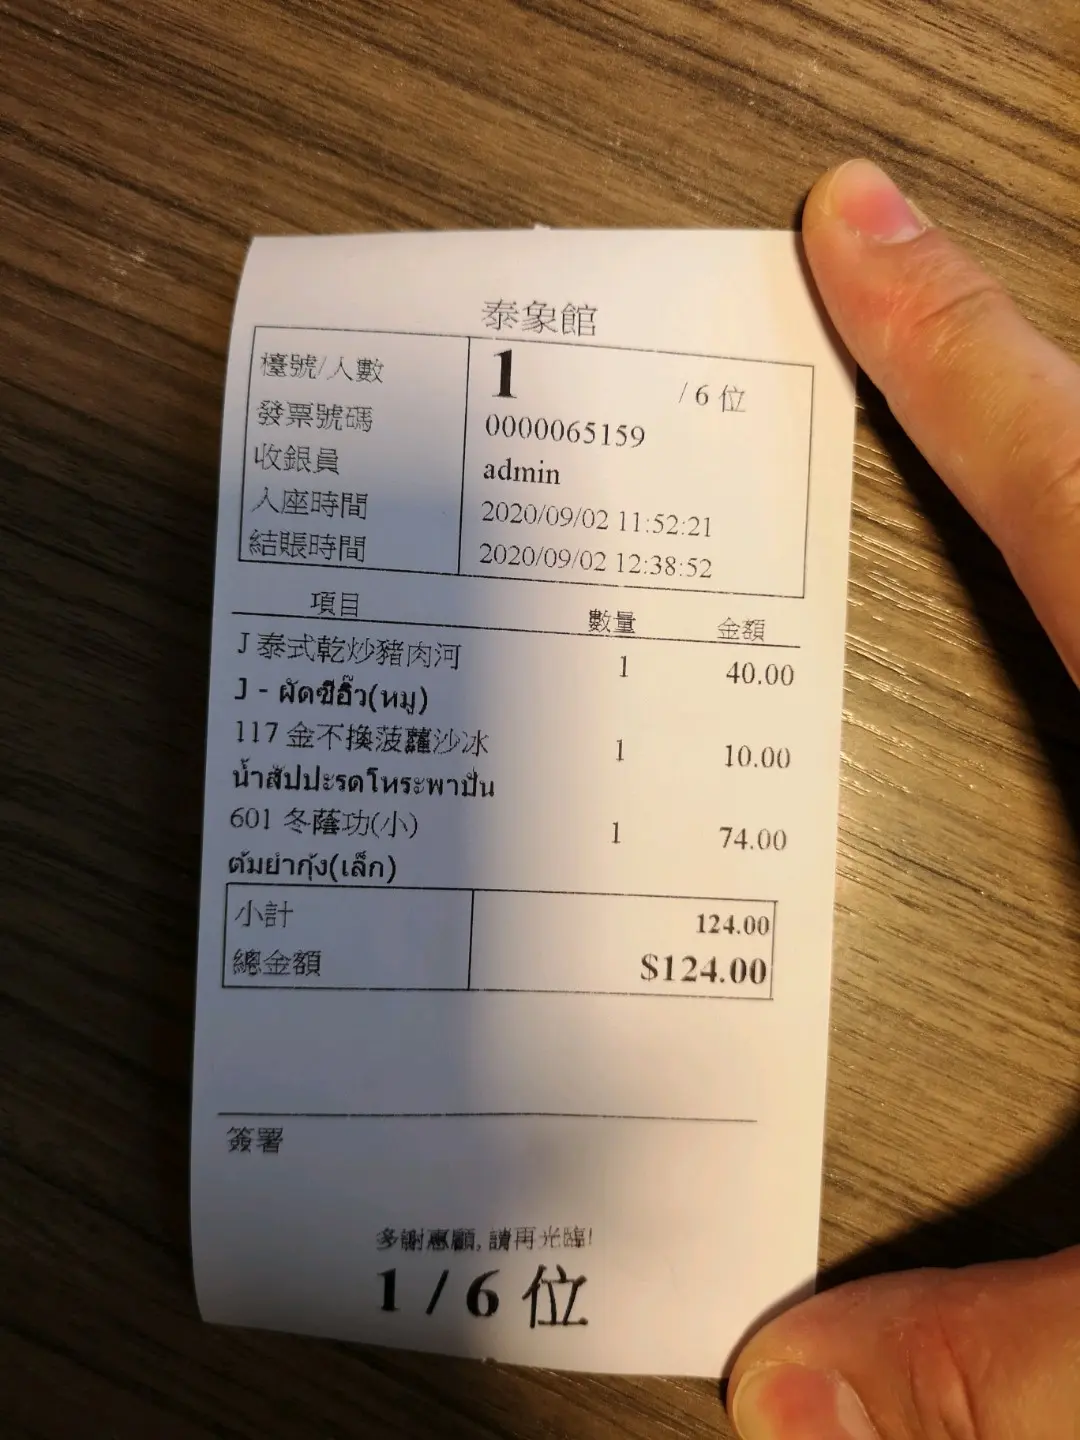 泰象館
檯號/人數 1 / 6 位
發票號碼 0000065159
收銀員 admin
入座時間 2020/09/02 11:52:21
結賬時間 2020/09/02 12:38:52
項目 數量 金額
J 泰式乾炒豬肉河 1 40.00
J - ผัดซีอิ๊ว(หมู)
117 金不換菠蘿沙冰 1 10.00
น้ำสัปปะรดโหระพาปั่น
601 冬蔭功(小) 1 74.00
ต้มยำกุ้ง(เล็ก)
小計 124.00
總金額 $124.00
簽署
多謝惠顧, 請再光臨!
1 / 6 位